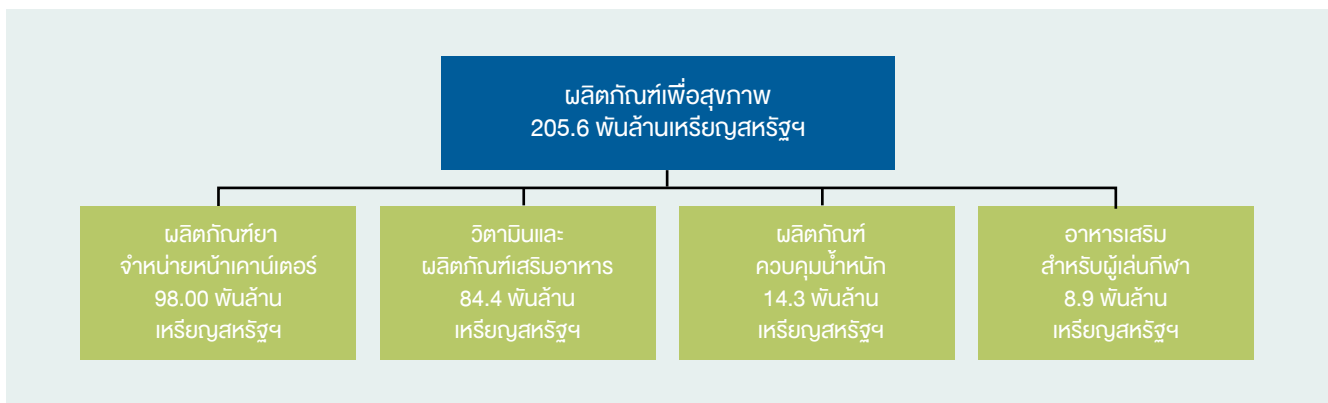 ผลิตภัณฑ์เพื่อสุขภาพ
205.6 พันล้านเหรียญสหรัฐฯ
ผลิตภัณฑ์ยา
จำหน่ายหน้าเคาน์เตอร์
98.00 พันล้าน
เหรียญสหรัฐฯ
วิตามินและ
ผลิตภัณฑ์เสริมอาหาร
84.4 พันล้าน
เหรียญสหรัฐฯ
ผลิตภัณฑ์
ควบคุมน้ำหนัก
14.3 พันล้าน
เหรียญสหรัฐฯ
อาหารเสริม
สำหรับผู้เล่นกีฬา
8.9 พันล้าน
เหรียญสหรัฐฯ